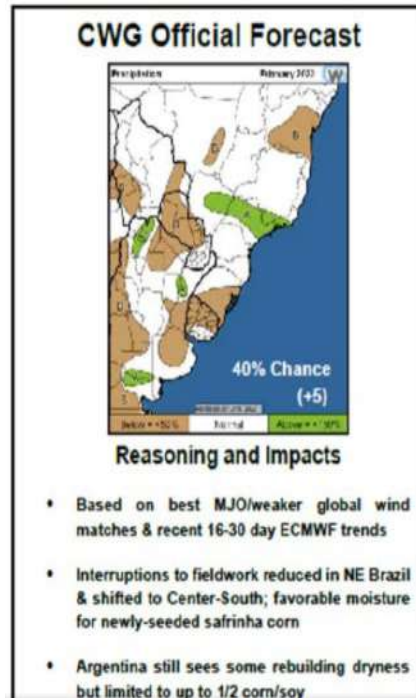 CWG Official Forecast
Precipitation February 2022 W
40% Chance
(+5)
Normal
Reasoning and Impacts
• Based on best MJO/weaker global wind
matches & recent 16-30 day ECMWF trends
• Interruptions to fieldwork reduced in NE Brazil
& shifted to Center-South; favorable moisture
for newly-seeded safrinha corn
• Argentina still sees some rebuilding dryness
but limited to up to 1/2 corn/soy